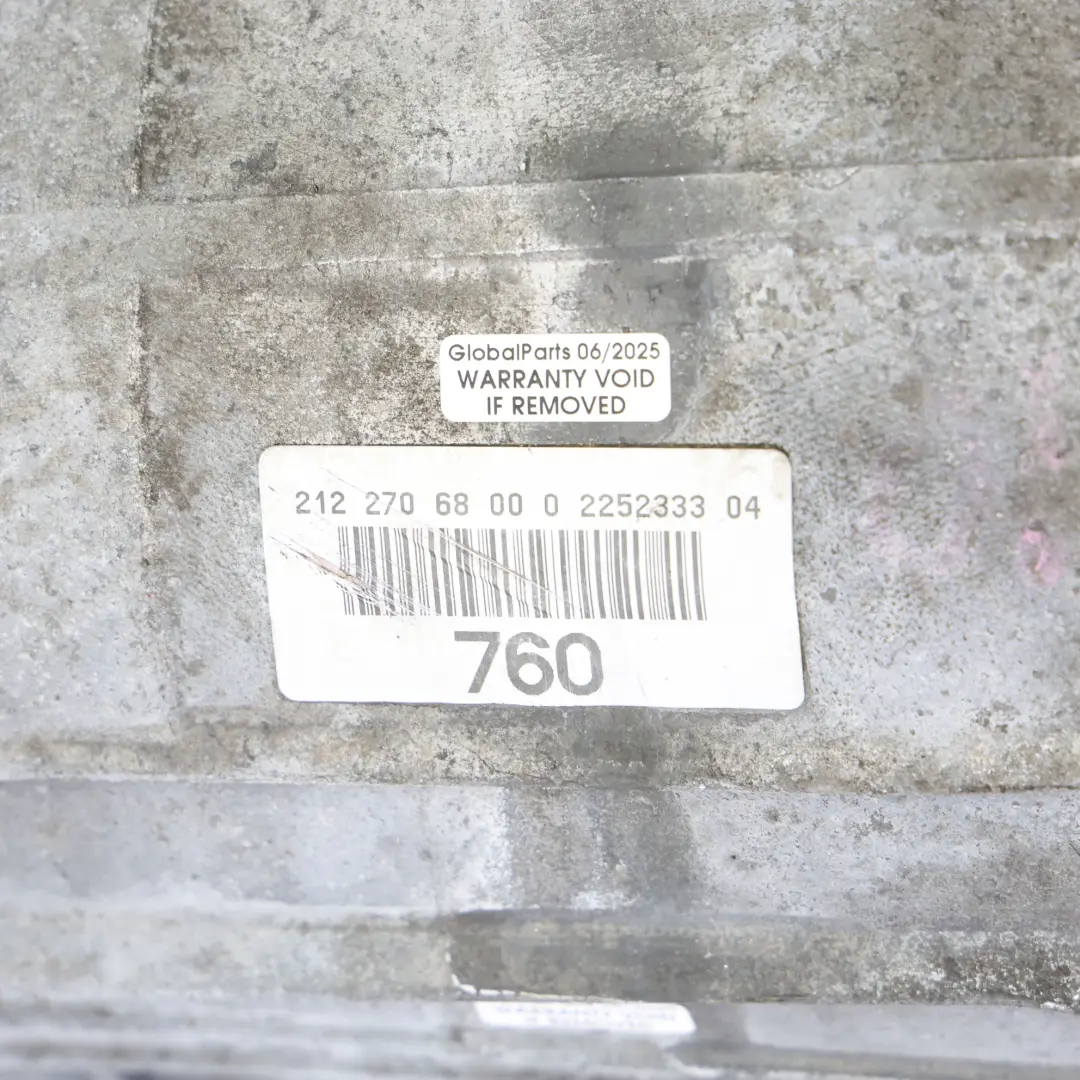 GlobalParts 06/2025
WARRANTY VOID
IF REMOVED
212 270 68 00 0 2252333 04
760